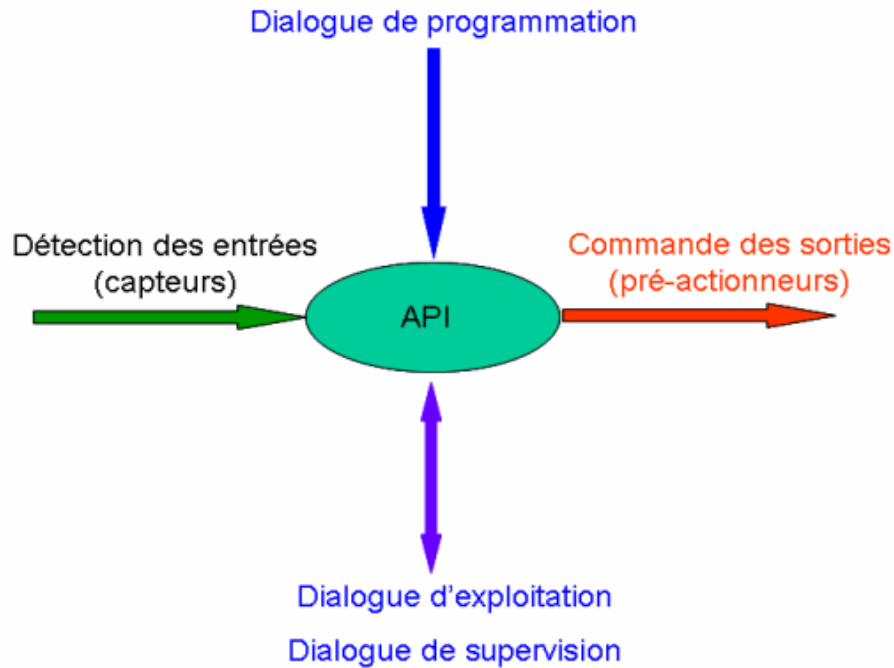 Dialogue de programmation
Détection des entrées
(capteurs)
Commande des sorties
(pré-actionneurs)
API
Dialogue d'exploitation
Dialogue de supervision